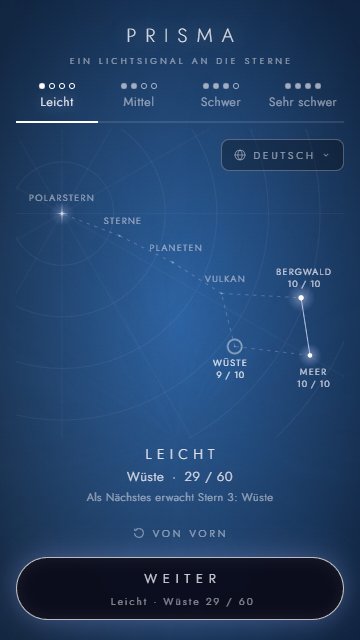 PRISMA
EIN LICHTSIGNAL AN DIE STERNE
Leicht
Mittel
Schwer
Sehr schwer
DEUTSCH
POLARSTERN
STERNE
PLANETEN
VULKAN
BERGWALD
10 / 10
WÜSTE
9 / 10
MEER
10 / 10
LEICHT
Wüste · 29 / 60
Als Nächstes erwacht Stern 3: Wüste
VON VORN
WEITER
Leicht · Wüste 29 / 60